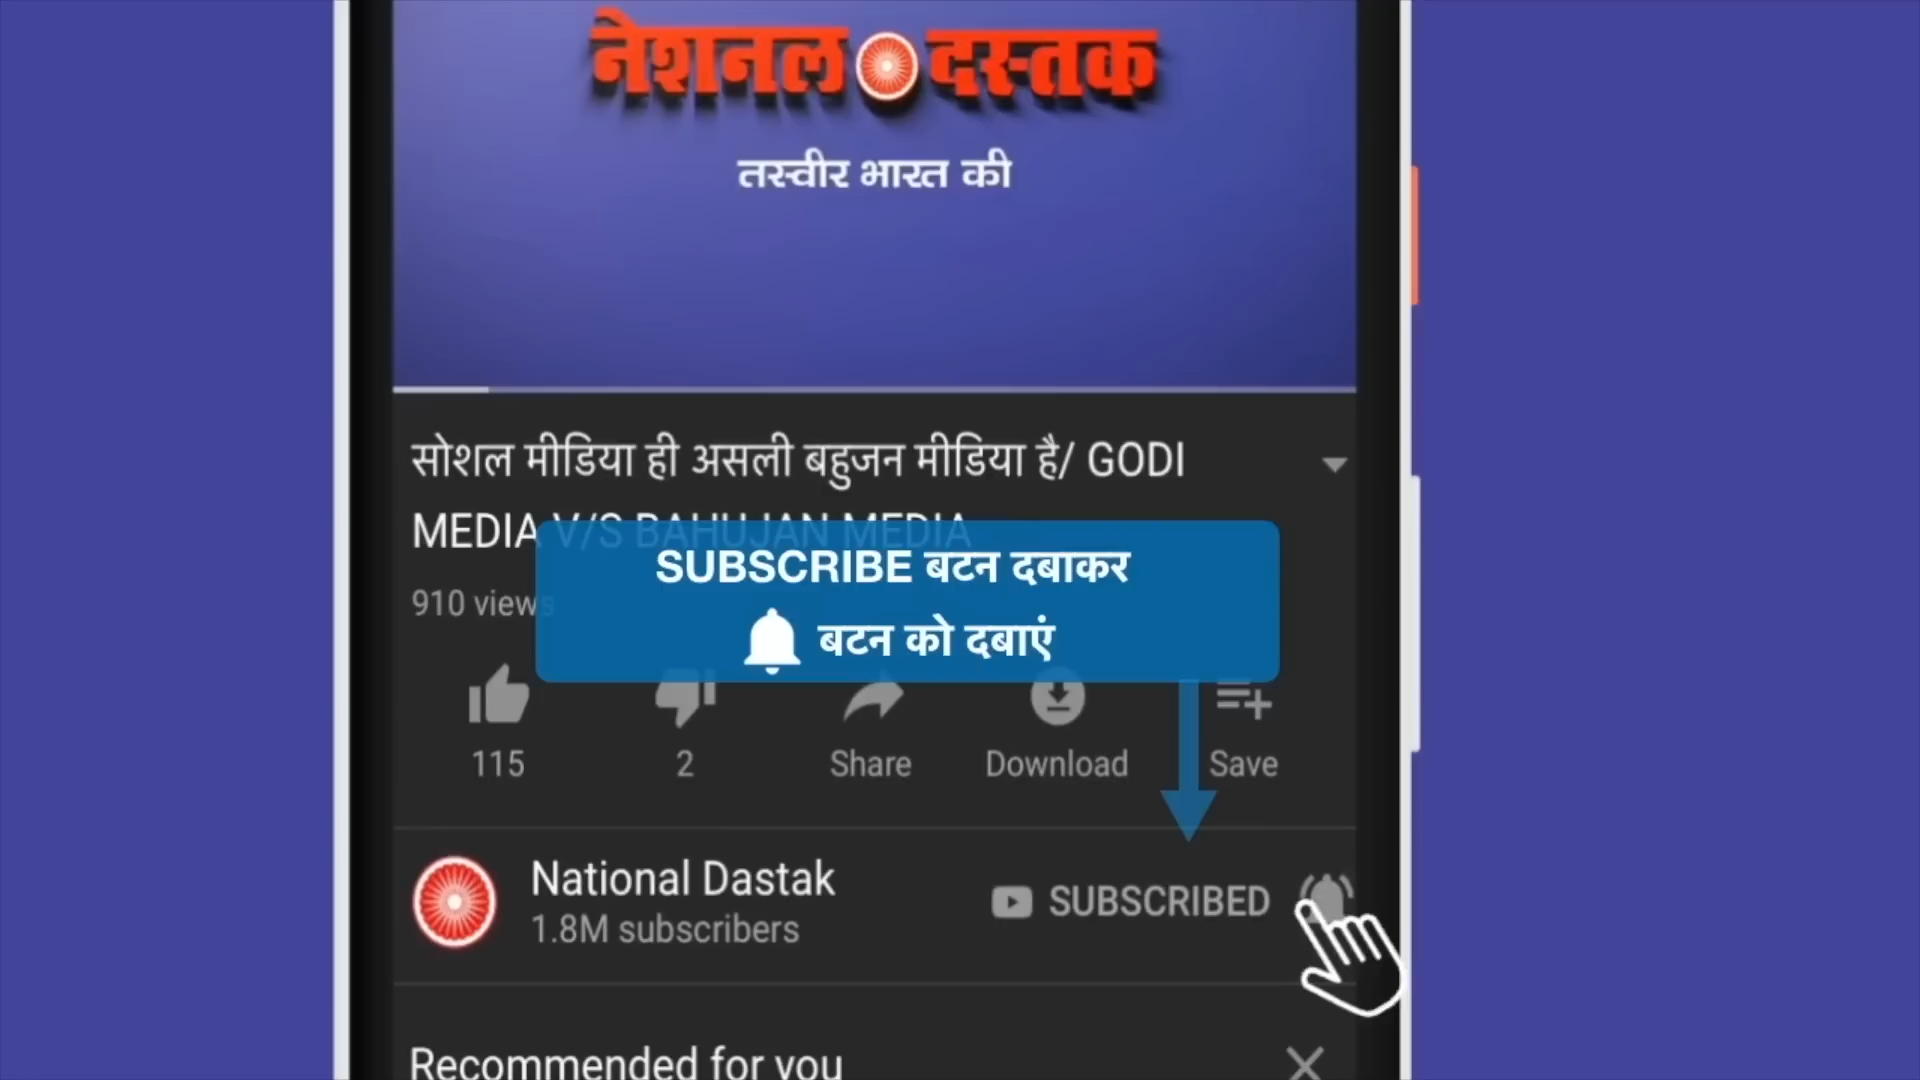 नेशनल दस्तक
तस्वीर भारत की
सोशल मीडिया ही असली बहुजन मीडिया है/ GODI
MEDIA V/S BAHUJAN MEDIA
SUBSCRIBE बटन दबाकर
बटन को दबाएं
910 views
115
2
Share
Download
Save
National Dastak
1.8M subscribers
SUBSCRIBED
Recommended for you